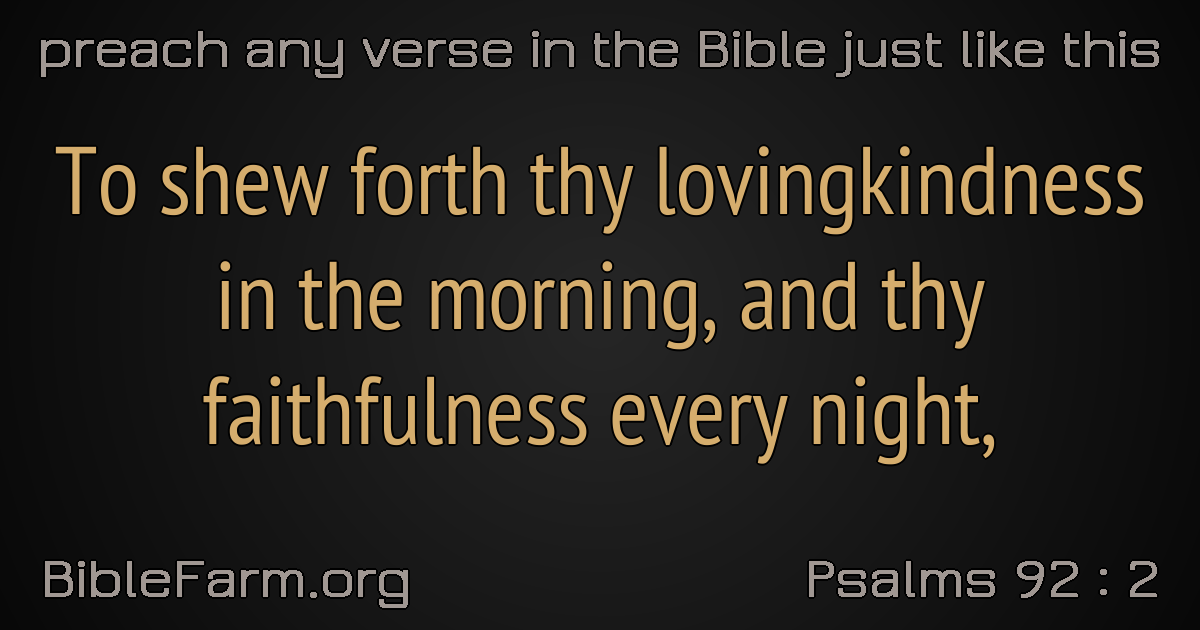 preach any verse in the Bible just like this
To shew forth thy lovingkindness
in the morning, and thy
faithfulness every night,
BibleFarm.org
Psalms 92 : 2